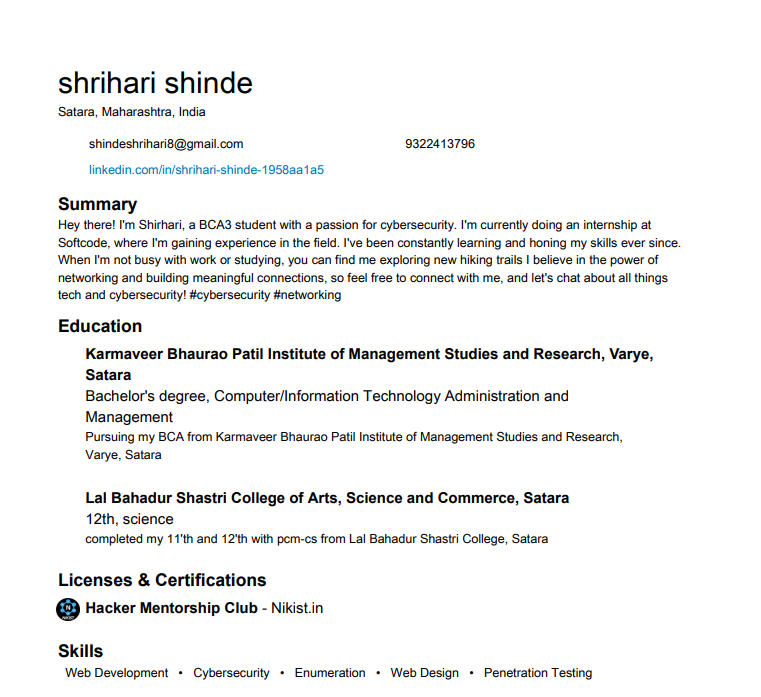 shrihari shinde
Satara, Maharashtra, India
shindeshrihari8@gmail.com 9322413796
linkedin.com/in/shrihari-shinde-1958aa1a5
Summary
Hey there! I'm Shirhari, a BCA3 student with a passion for cybersecurity. I'm currently doing an internship at
Softcode, where I'm gaining experience in the field. I've been constantly learning and honing my skills ever since.
When I'm not busy with work or studying, you can find me exploring new hiking trails I believe in the power of
networking and building meaningful connections, so feel free to connect with me, and let's chat about all things
tech and cybersecurity! #cybersecurity #networking
Education
Karmaveer Bhaurao Patil Institute of Management Studies and Research, Varye,
Satara
Bachelor's degree, Computer/Information Technology Administration and
Management
Pursuing my BCA from Karmaveer Bhaurao Patil Institute of Management Studies and Research,
Varye, Satara
Lal Bahadur Shastri College of Arts, Science and Commerce, Satara
12th, science
completed my 11'th and 12'th with pcm-cs from Lal Bahadur Shastri College, Satara
Licenses & Certifications
Hacker Mentorship Club - Nikist.in
Skills
Web Development • Cybersecurity • Enumeration • Web Design • Penetration Testing